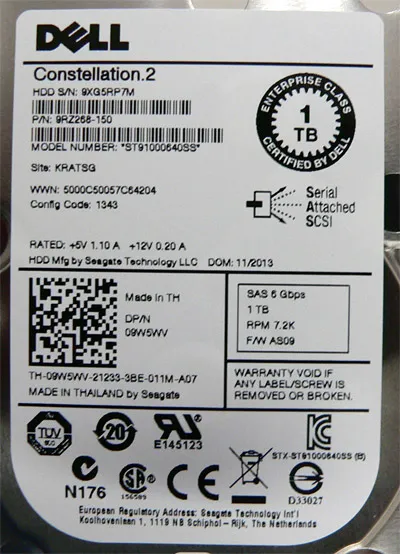 DELL
Constellation.2
HDD S/N: 9XG5RP7M
P/N: 9RZ268-150
MODEL NUMBER: *ST91000640SS*
ENTERPRISE CLASS
1
TB
CERTIFIED BY DELL
Site: KRATSG
WWN: 5000C50057C64204
Config Code: 1343
Serial
Attached
SCSI
RATED: +5V 1.10 A +12V 0.20 A
HDD Mfg by Seagate Technology LLC DOM: 11/2013
Made in TH
DP/N
09W5WV
SAS 6 Gbps
1 TB
RPM 7.2K
F/W AS09
TH-09W5WV-21233-3BE-011M-A07
MADE IN THAILAND by Seagate
WARRANTY VOID IF
ANY LABEL/SCREW IS
REMOVED OR BROKEN.
TUV
20
E145123
STX-ST91000640SS (B)
N176
156589
CE
D33027
European Regulatory Address: Seagate Technology Int'l
Koolhovenlaan 1, 1119 NB Schiphol - Rijk, The Netherlands